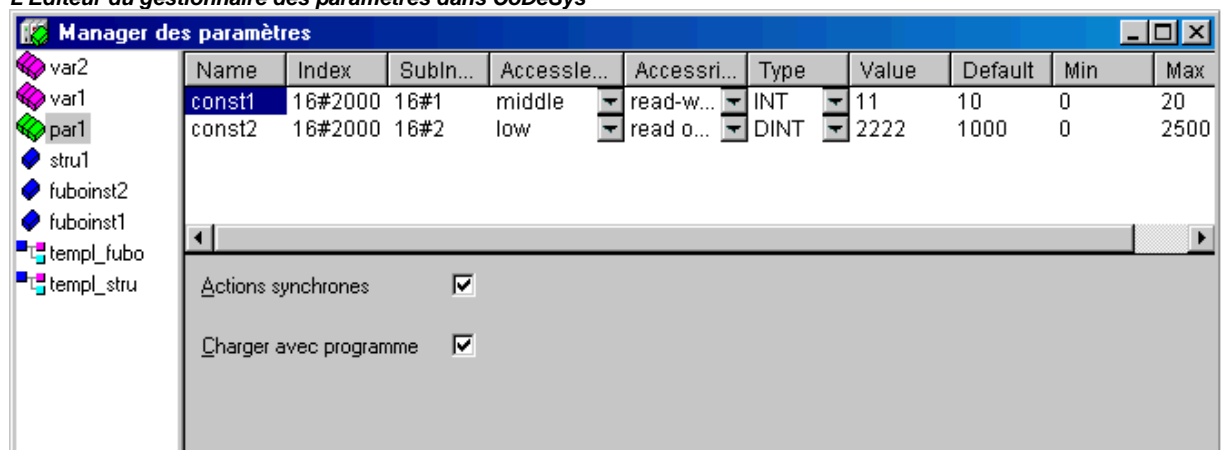 L'Editeur du gestionnaire des paramètres dans CoDeSys
Manager des paramètres
var2
var1
par1
stru1
fuboinst2
fuboinst1
templ_fubo
templ_stru
Name Index SubIn... Accessle... Accessri... Type Value Default Min Max
const1 16#2000 16#1 middle read-w... INT 11 10 0 20
const2 16#2000 16#2 low read o... DINT 2222 1000 0 2500
Actions synchrones
Charger avec programme